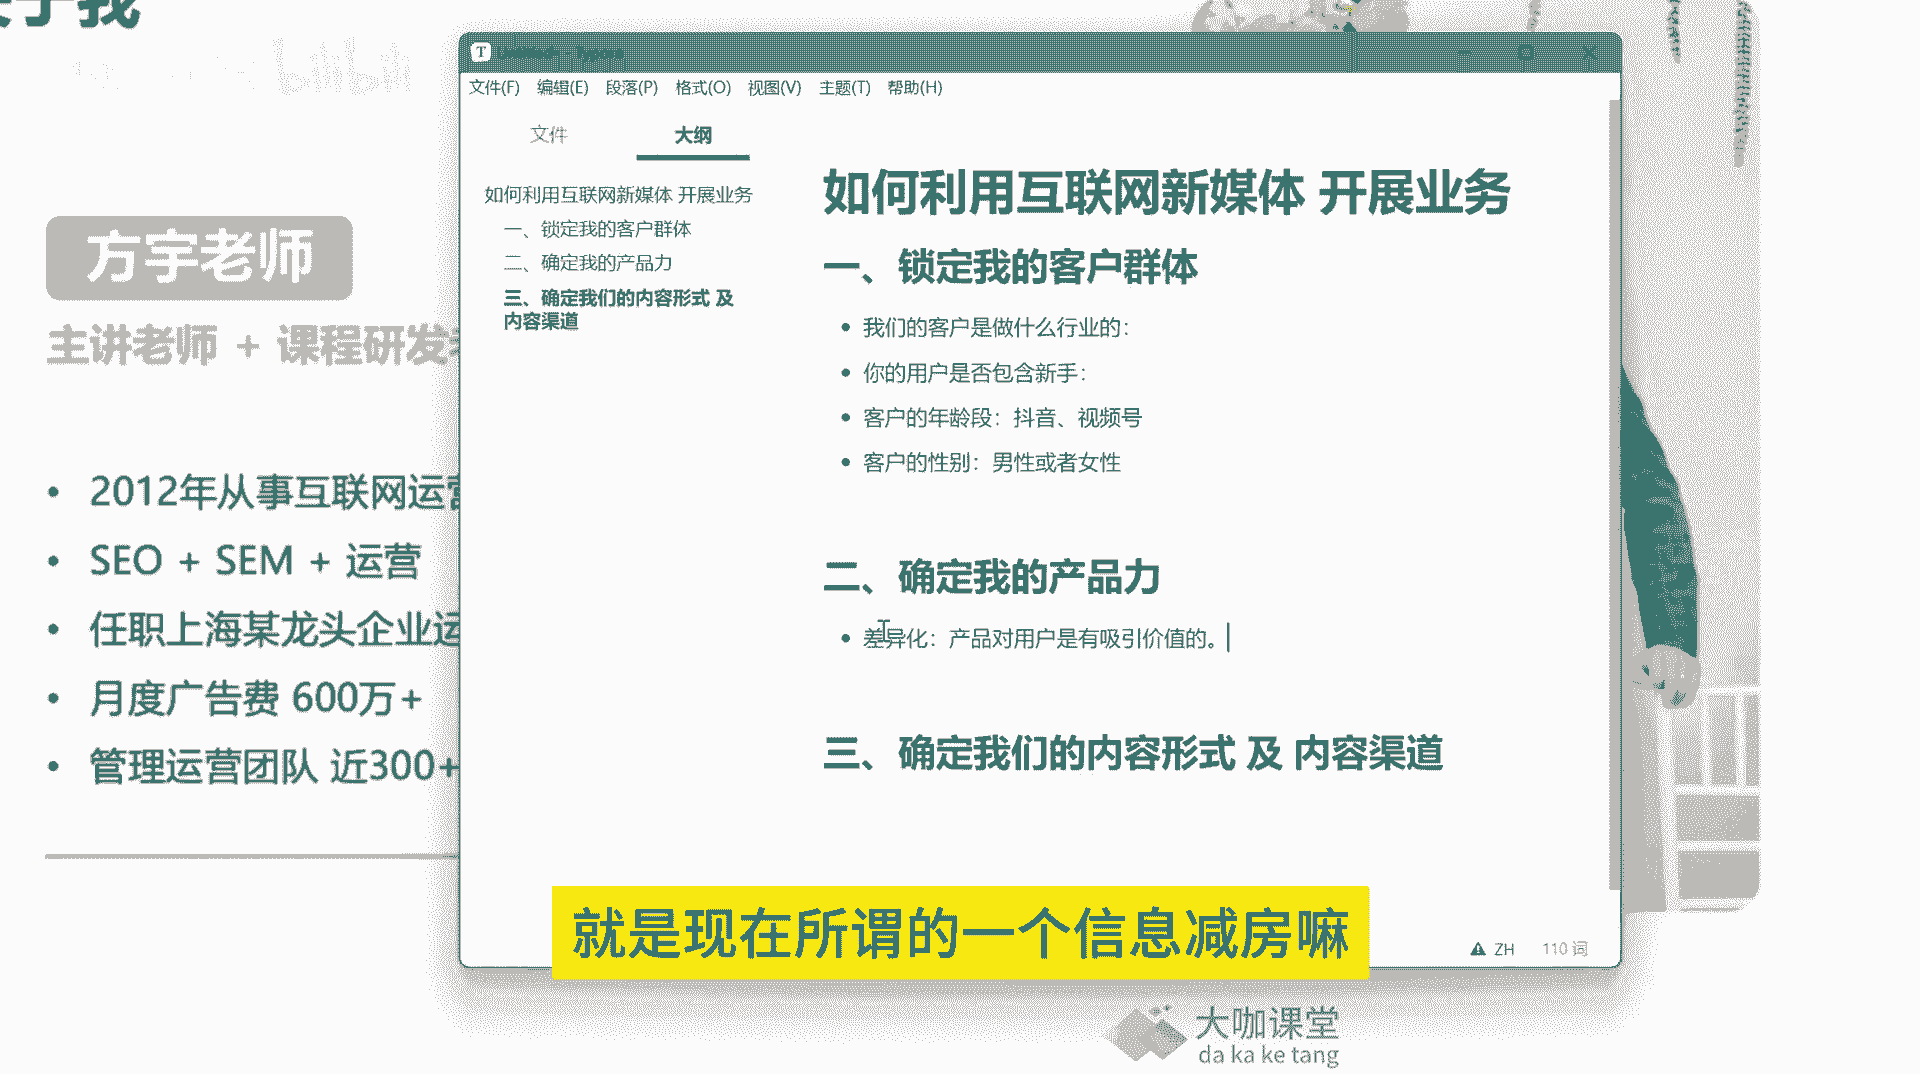 bilibili
方宇老师
主讲老师 + 课程研发
2012年从事互联网运营
SEO + SEM + 运营
任职上海某龙头企业运
月度广告费 600万+
管理运营团队 近300+
文件(F) 编辑(E) 段落(P) 格式(O) 视图(V) 主题(T) 帮助(H)
文件 大纲
如何利用互联网新媒体 开展业务
一、锁定我的客户群体
二、确定我的产品力
三、确定我们的内容形式 及
内容渠道
如何利用互联网新媒体 开展业务
一、锁定我的客户群体
我们的客户是做什么行业的：
你的用户是否包含新手：
客户的年龄段：抖音、视频号
客户的性别：男性或者女性
二、确定我的产品力
差异化：产品对用户是有吸引价值的。
三、确定我们的内容形式 及 内容渠道
就是现在所谓的一个信息减房嘛
ZH 110 词
大咖课堂
da ka ke tang